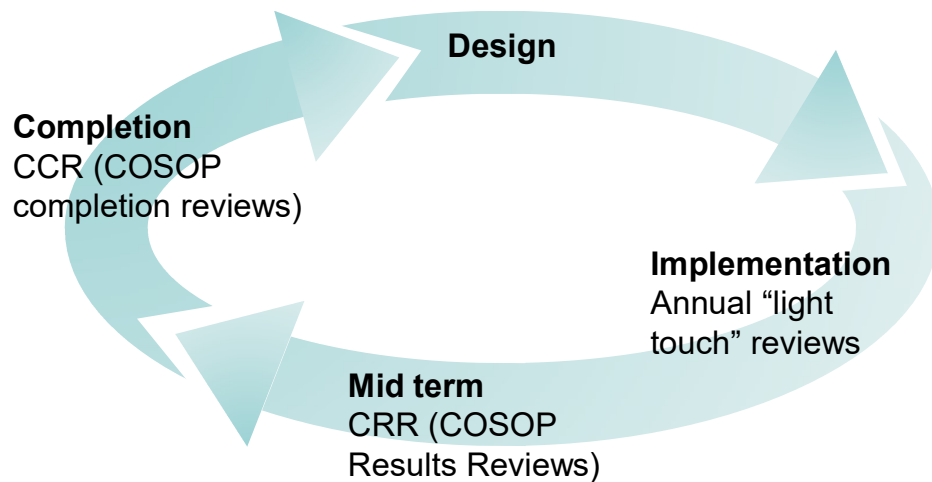 Design
Completion
CCR (COSOP
completion reviews)
Implementation
Annual “light
touch” reviews
Mid term
CRR (COSOP
Results Reviews)